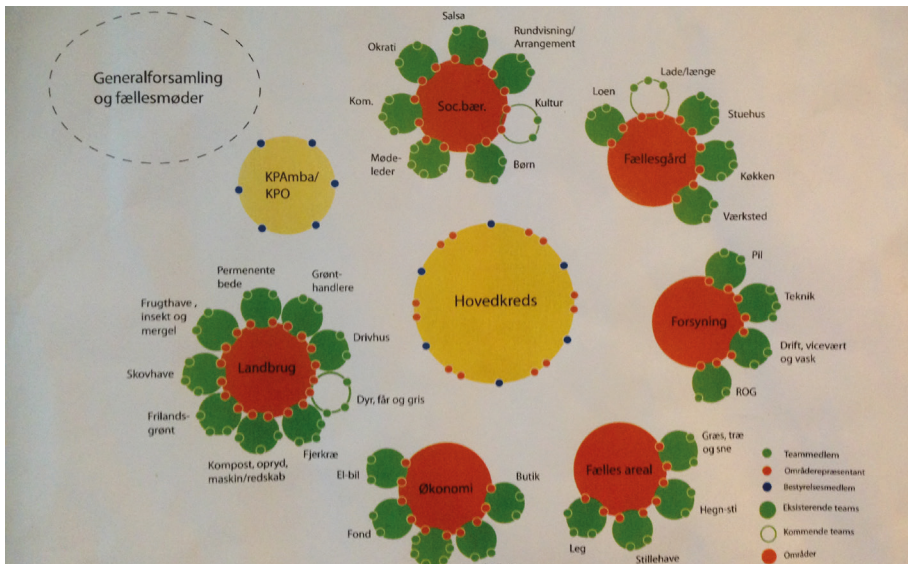 Generalforsamling
og fællesmøder
KPAmba/
KPO
Salsa
Okrati
Rundvisning/
Arrangement
Kom.
Soc.bær.
Kultur
Møde-
leder
Børn
Lade/længe
Loen
Stuehus
Fællesgård
Køkken
Værksted
Hovedkreds
Pil
Teknik
Forsyning
Drift, vicevært
og vask
ROG
Permenente
bede
Grønt-
handlere
Frugthave ,
insekt og
mergel
Drivhus
Skovhave
Landbrug
Dyr, får og gris
Frilands-
grønt
Fjerkræ
Kompost, opryd,
maskin/redskab
El-bil
Økonomi
Butik
Fond
Fælles areal
Græs, træ
og sne
Hegn-sti
Leg
Stillehave
Teammedlem
Områderepræsentant
Bestyrelsesmedlem
Eksisterende teams
Kommende teams
Områder